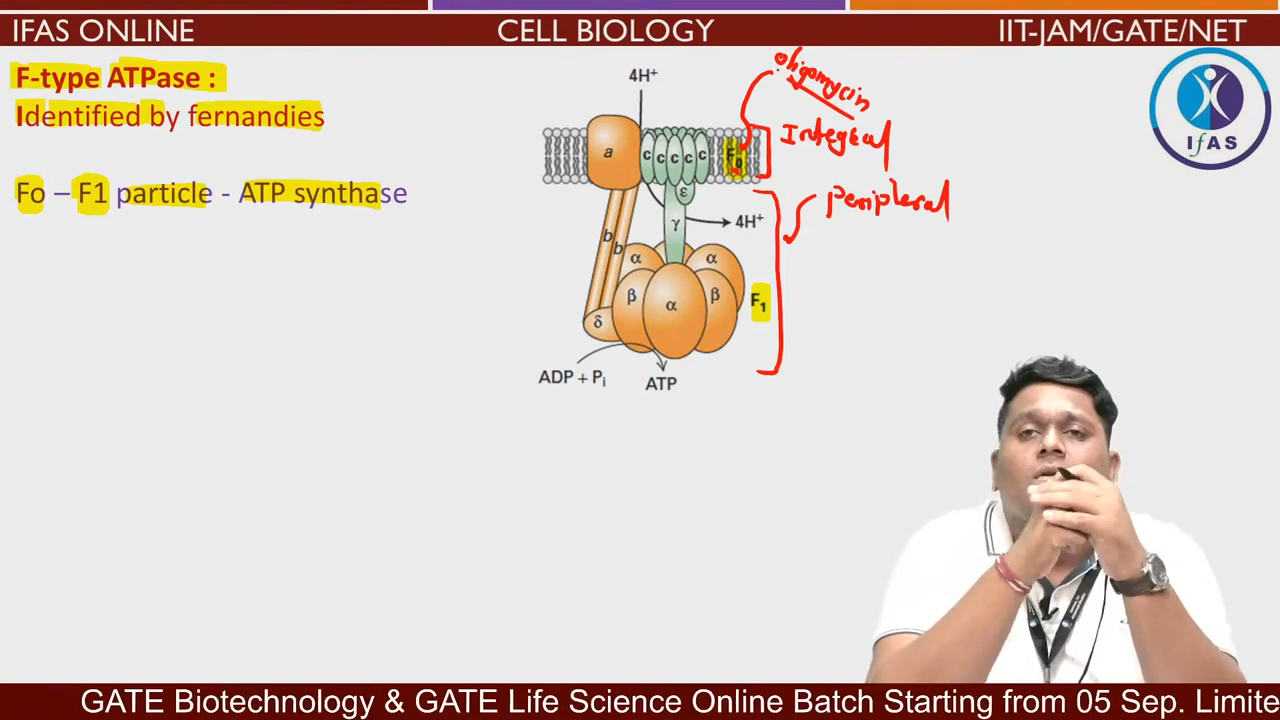 IFAS ONLINE
CELL BIOLOGY
IIT-JAM/GATE/NET
F-type ATPase :
Identified by fernandies
Fo – F1 particle - ATP synthase
4H⁺
oligomycin
Integral
Peripheral
a
c c c c c
Fo
ε
γ
4H⁺
b
b
α α
β α β
δ
F₁
ADP + Pᵢ
ATP
IfAS
GATE Biotechnology & GATE Life Science Online Batch Starting from 05 Sep. Limite